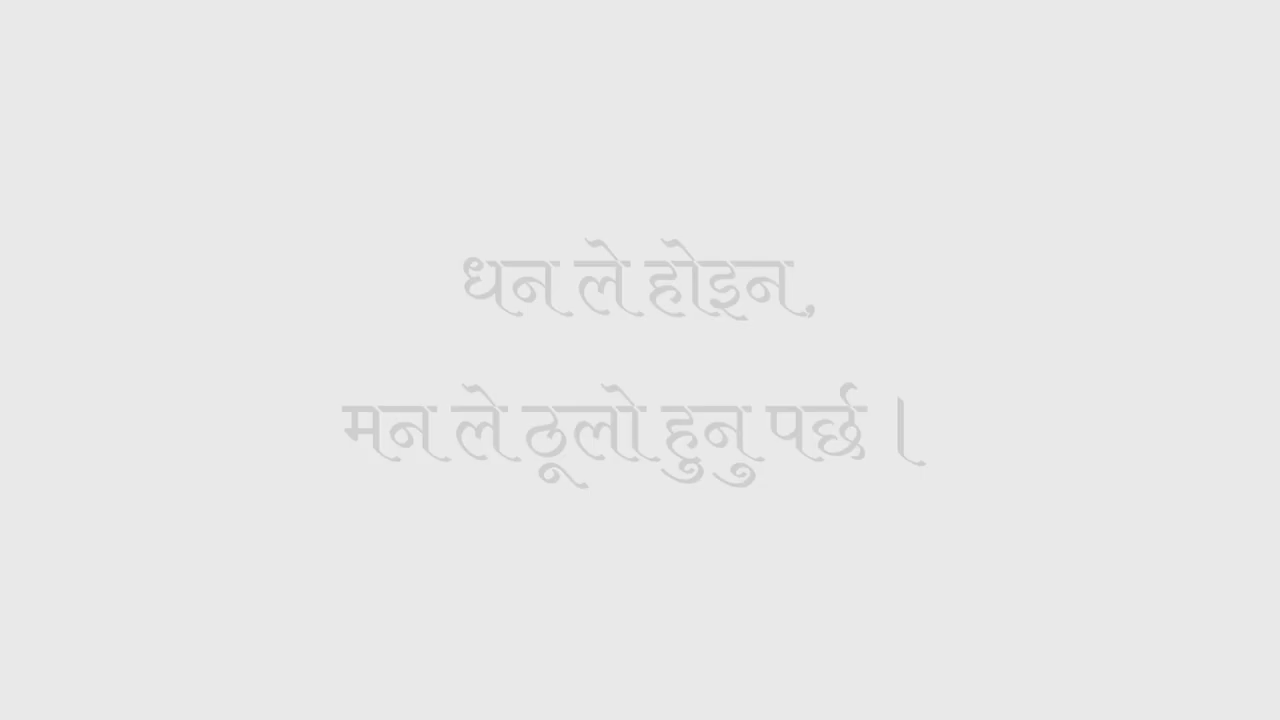 धन ले होइन,
मन ले ठूलो हुनु पर्छ ।